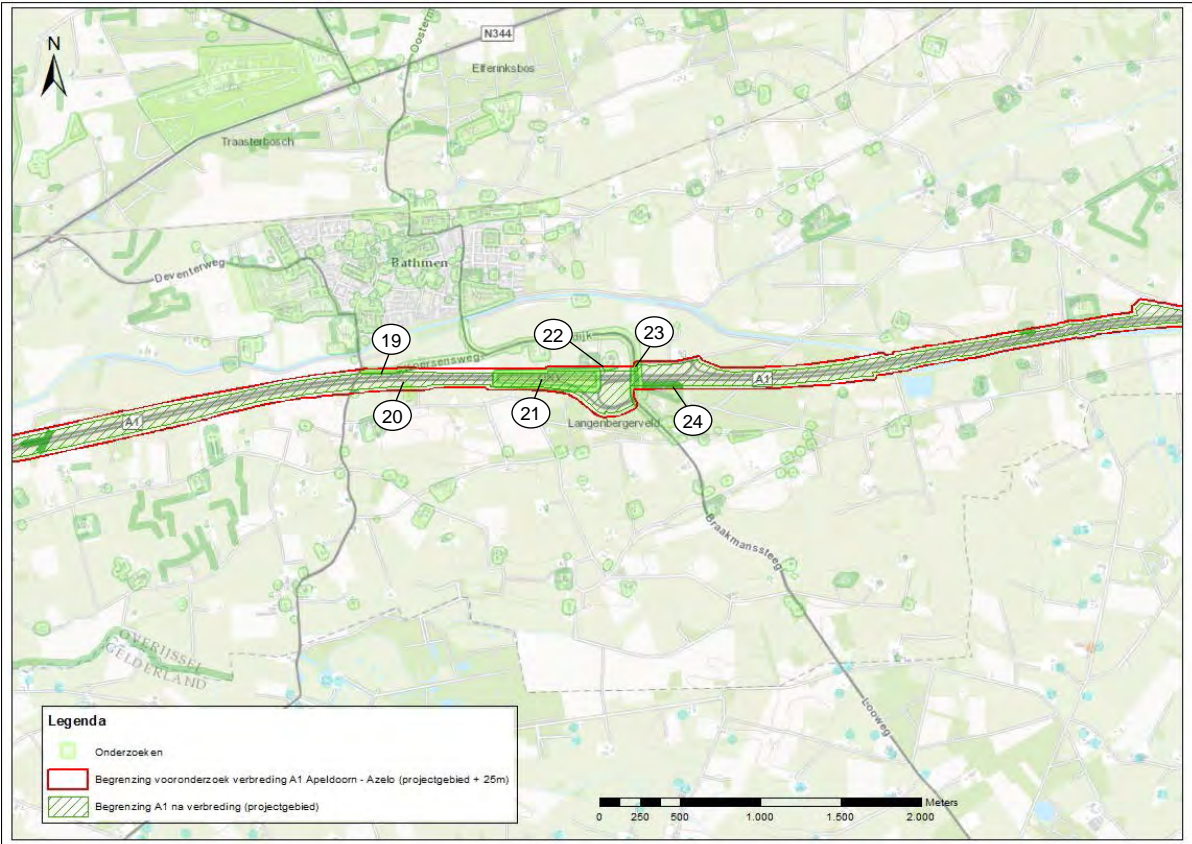 N
N344
Elferinksbos
Traasterbosch
Bathmen
Deventerweg
23
22
19
20
21
24
A1
A1
Langenbergerveld
Braakmanssteeg
OVERIJSSEL
GELDERLAND
Looweg
Legenda
Onderzoeken
Begrenzing vooronderzoek verbreding A1 Apeldoorn - Azelo (projectgebied + 25m)
Begrenzing A1 na verbreding (projectgebied)
Meters
0 250 500 1.000 1.500 2.000